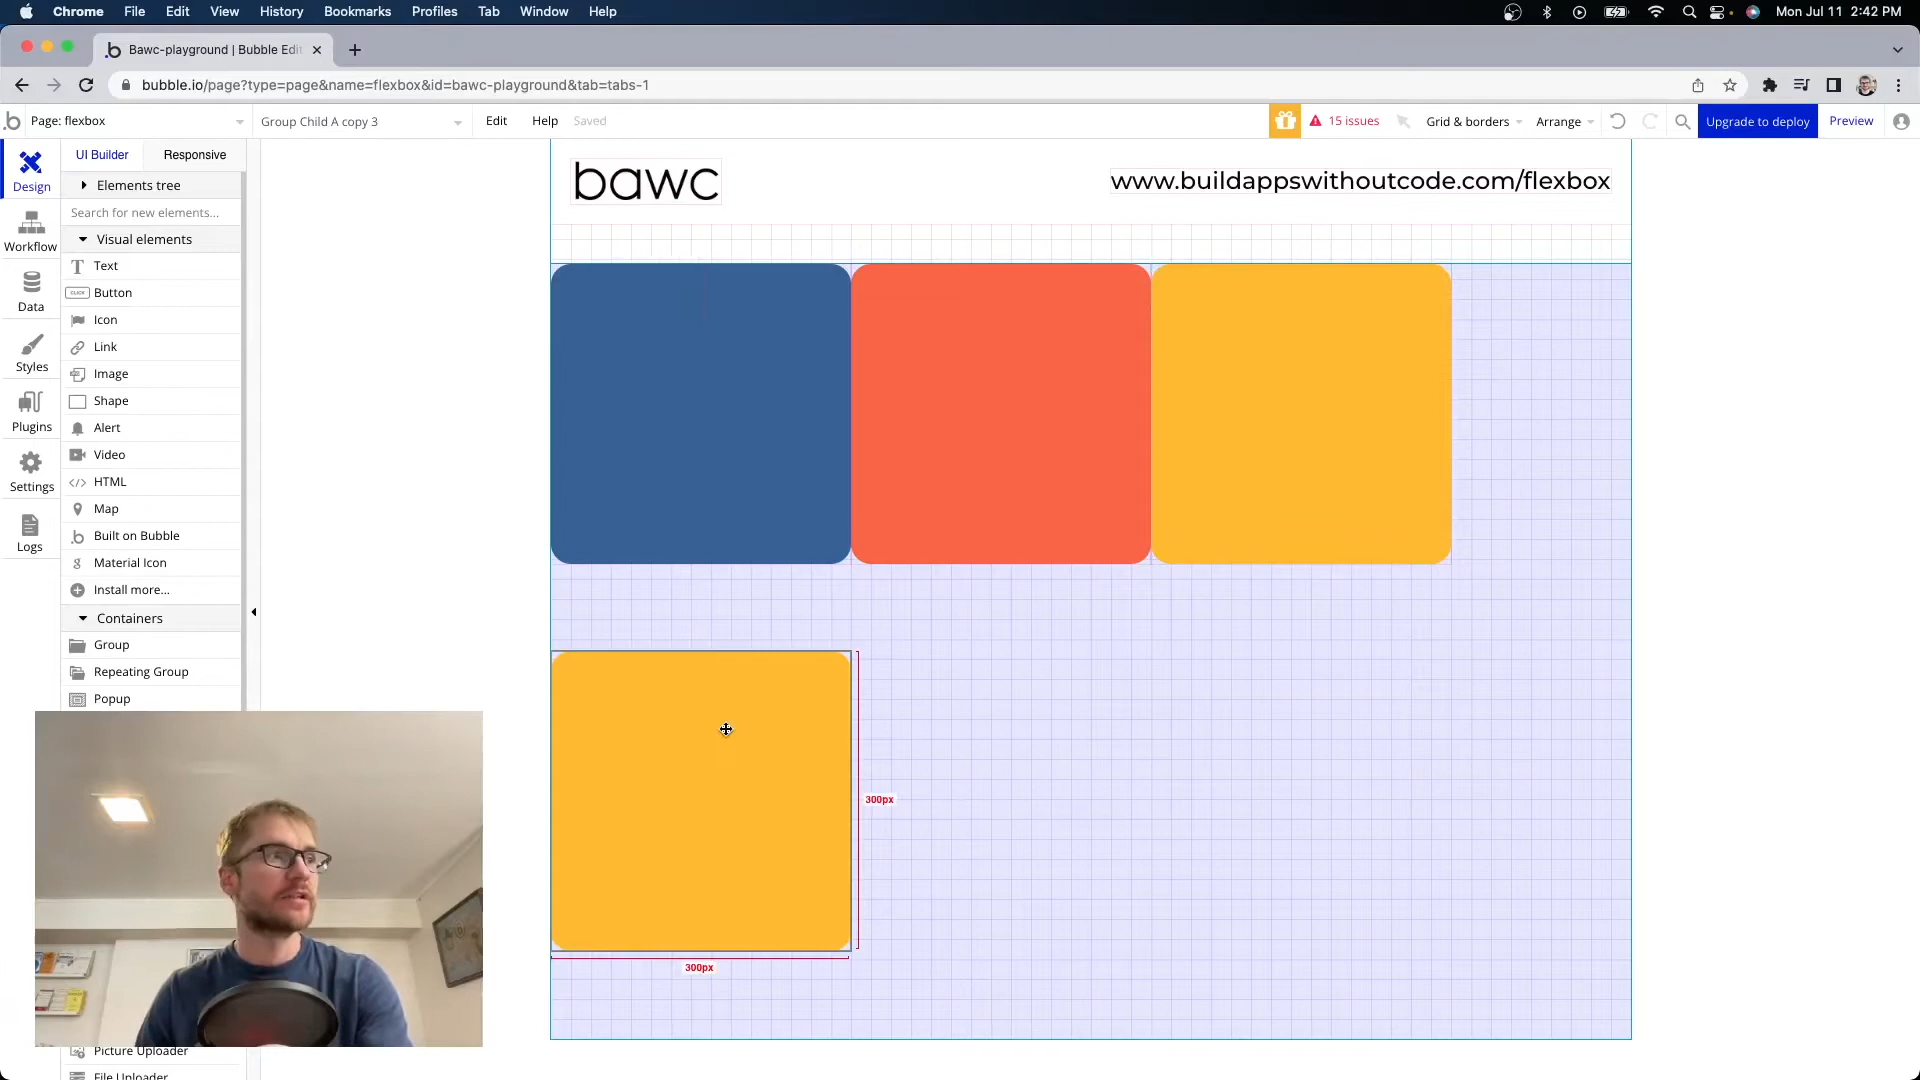 Chrome File Edit View History Bookmarks Profiles Tab Window Help Mon Jul 11 2:42 PM
Bawc-playground | Bubble Edit
bubble.io/page?type=page&name=flexbox&id=bawc-playground&tab=tabs-1
Page: flexbox Group Child A copy 3 Edit Help Saved 15 issues Grid & borders Arrange Upgrade to deploy Preview
UI Builder Responsive
Design
Elements tree
Search for new elements...
Workflow
Visual elements
Text
Button
CLICK
Data
Icon
Link
Styles
Image
Shape
Plugins
Alert
Video
Settings
HTML
Map
Logs
Built on Bubble
Material Icon
Install more...
Containers
Group
Repeating Group
Popup
Picture Uploader
File Uploader
bawc
www.buildappswithoutcode.com/flexbox
300px
300px